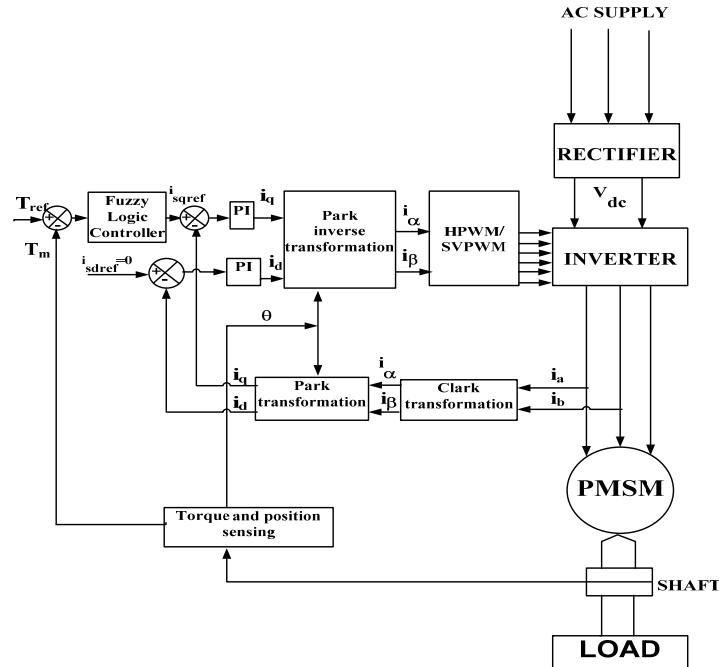 AC SUPPLY
RECTIFIER
V
dc
INVERTER
T
ref
+
-
T
m
Fuzzy
Logic
Controller
i
sqref
+
-
PI
i
q
i
sdref
=0
+
-
PI
i
d
Park
inverse
transformation
i
α
i
β
HPWM/
SVPWM
θ
i
q
i
d
Park
transformation
i
α
i
β
Clark
transformation
i
a
i
b
PMSM
Torque and position
sensing
SHAFT
LOAD